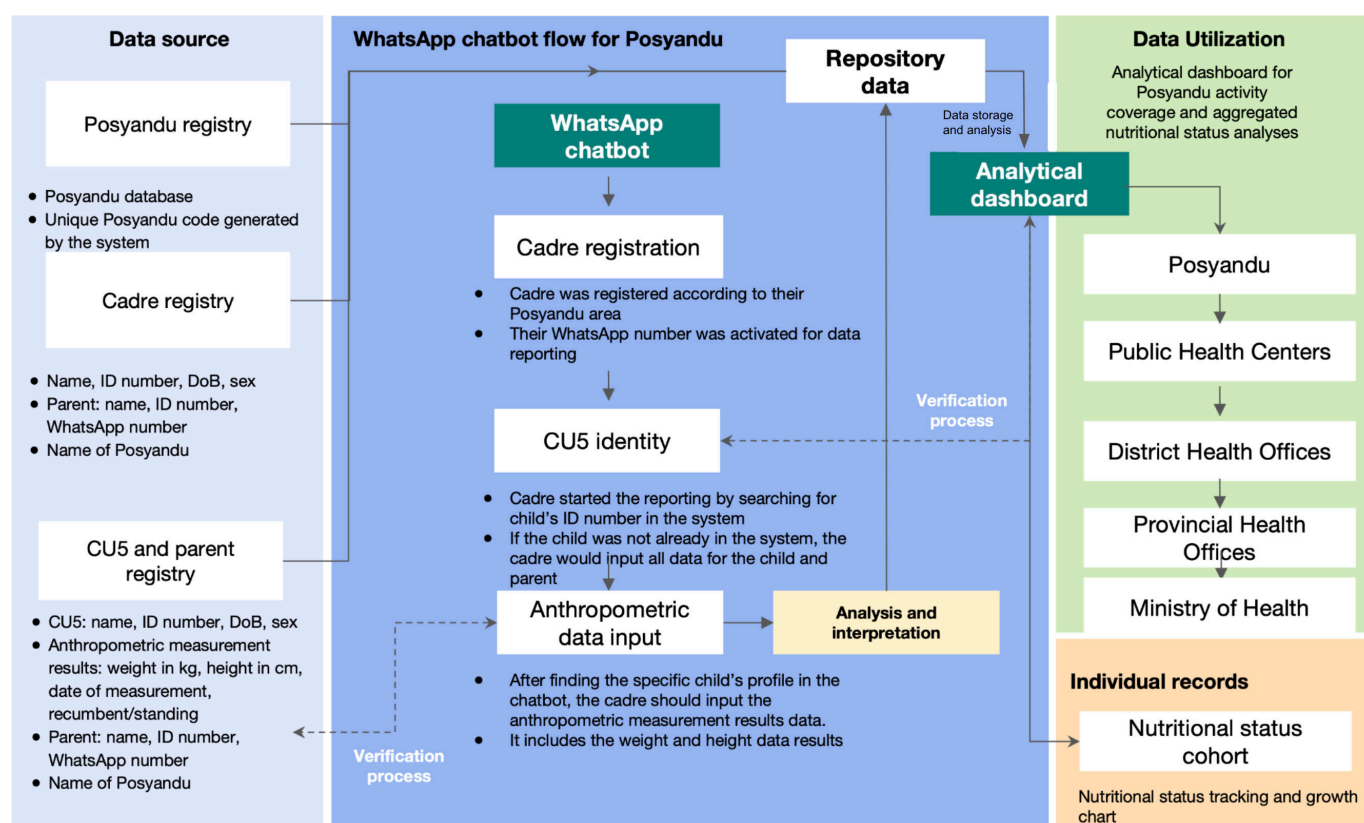 Data source
Posyandu registry
● Posyandu database
● Unique Posyandu code generated
by the system
Cadre registry
● Name, ID number, DoB, sex
● Parent: name, ID number,
WhatsApp number
● Name of Posyandu
CU5 and parent
registry
● CU5: name, ID number, DoB, sex
● Anthropometric measurement
results: weight in kg, height in cm,
date of measurement,
recumbent/standing
● Parent: name, ID number,
WhatsApp number
● Name of Posyandu
WhatsApp chatbot flow for Posyandu
Repository
data
WhatsApp
chatbot
Data storage
and analysis
Analytical
dashboard
Cadre registration
● Cadre was registered according to their
Posyandu area
● Their WhatsApp number was activated for data
reporting
Verification
process
CU5 identity
● Cadre started the reporting by searching for
child's ID number in the system
● If the child was not already in the system, the
cadre would input all data for the child and
parent
Anthropometric
data input
Analysis and
interpretation
● After finding the specific child's profile in the
chatbot, the cadre should input the
anthropometric measurement results data.
● It includes the weight and height data results
Verification
process
Data Utilization
Analytical dashboard for
Posyandu activity
coverage and aggregated
nutritional status analyses
Posyandu
Public Health Centers
District Health Offices
Provincial Health
Offices
Ministry of Health
Individual records
Nutritional status
cohort
Nutritional status tracking and growth
chart